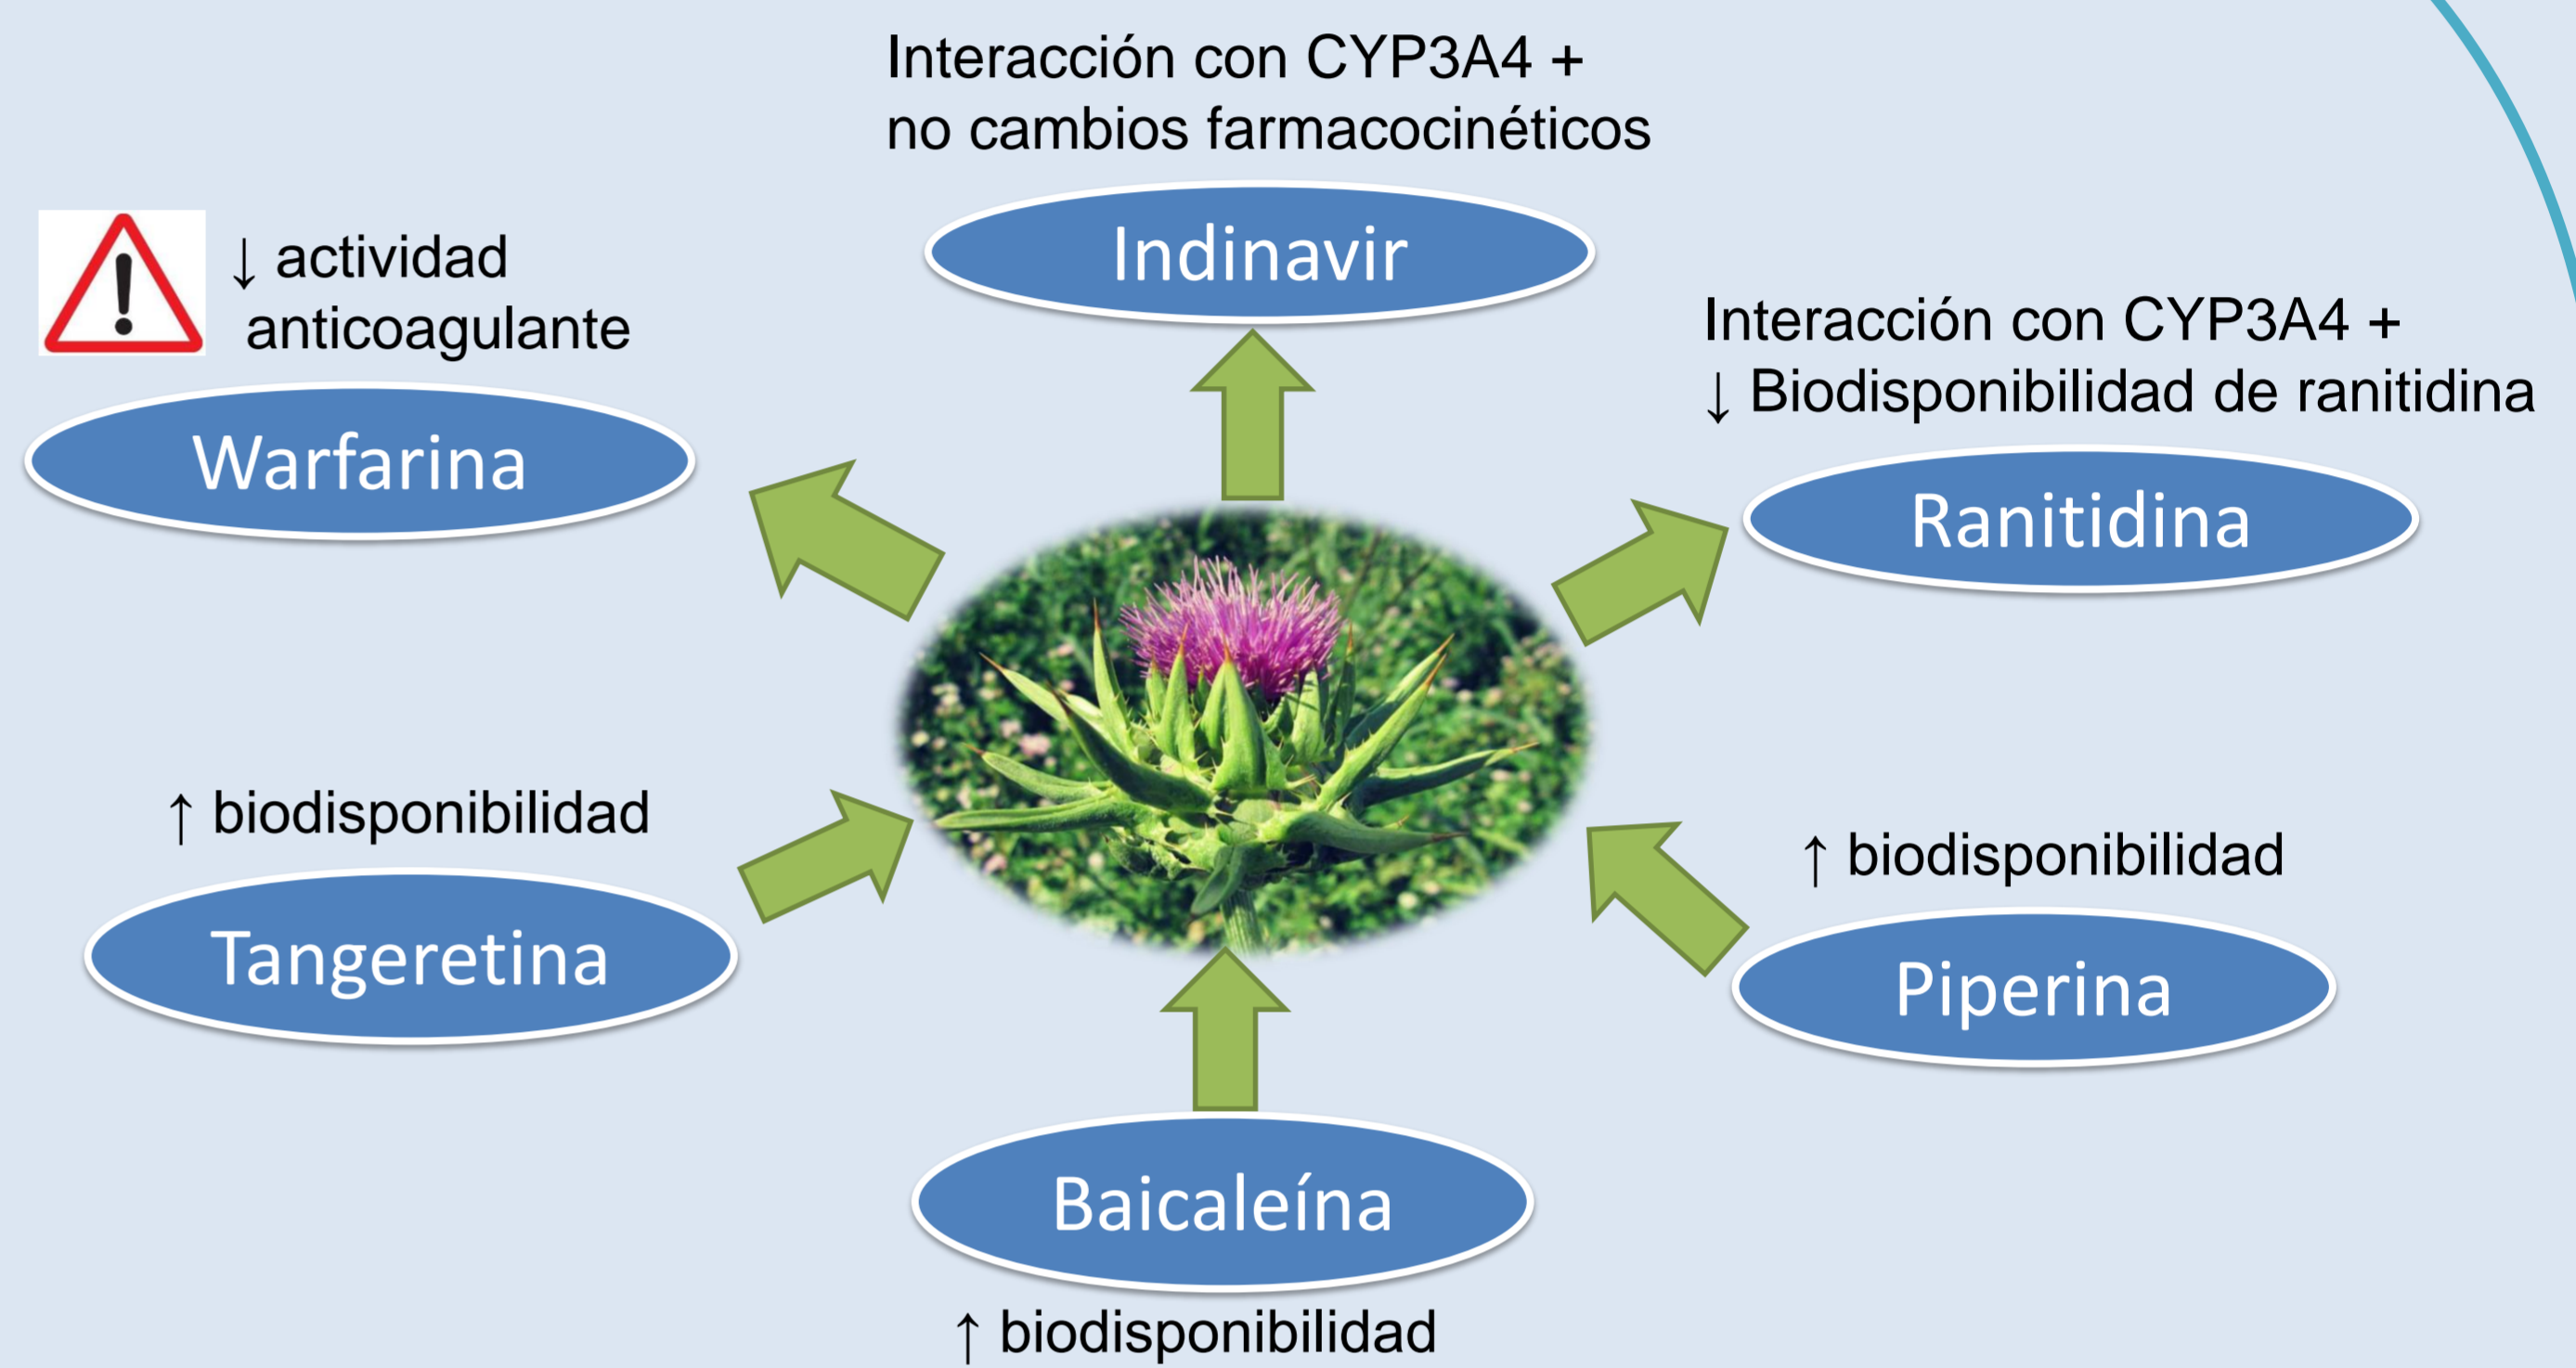 Interacción con CYP3A4 +
no cambios farmacocinéticos
Indinavir
↓ actividad
anticoagulante
Warfarina
Interacción con CYP3A4 +
↓ Biodisponibilidad de ranitidina
Ranitidina
↑ biodisponibilidad
Tangeretina
↑ biodisponibilidad
Piperina
Baicaleína
↑ biodisponibilidad